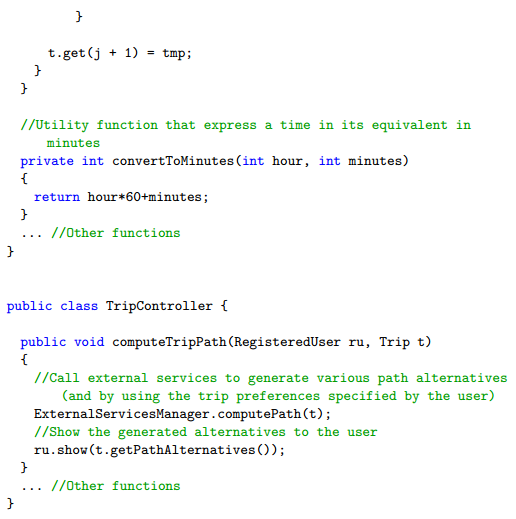 }
t.get(j + 1) = tmp;
}
}
//Utility function that express a time in its equivalent in
minutes
private int convertToMinutes(int hour, int minutes)
{
return hour*60+minutes;
}
... //Other functions
}
public class TripController {
public void computeTripPath(RegisteredUser ru, Trip t)
{
//Call external services to generate various path alternatives
(and by using the trip preferences specified by the user)
ExternalServicesManager.computePath(t);
//Show the generated alternatives to the user
ru.show(t.getPathAlternatives());
}
... //Other functions
}